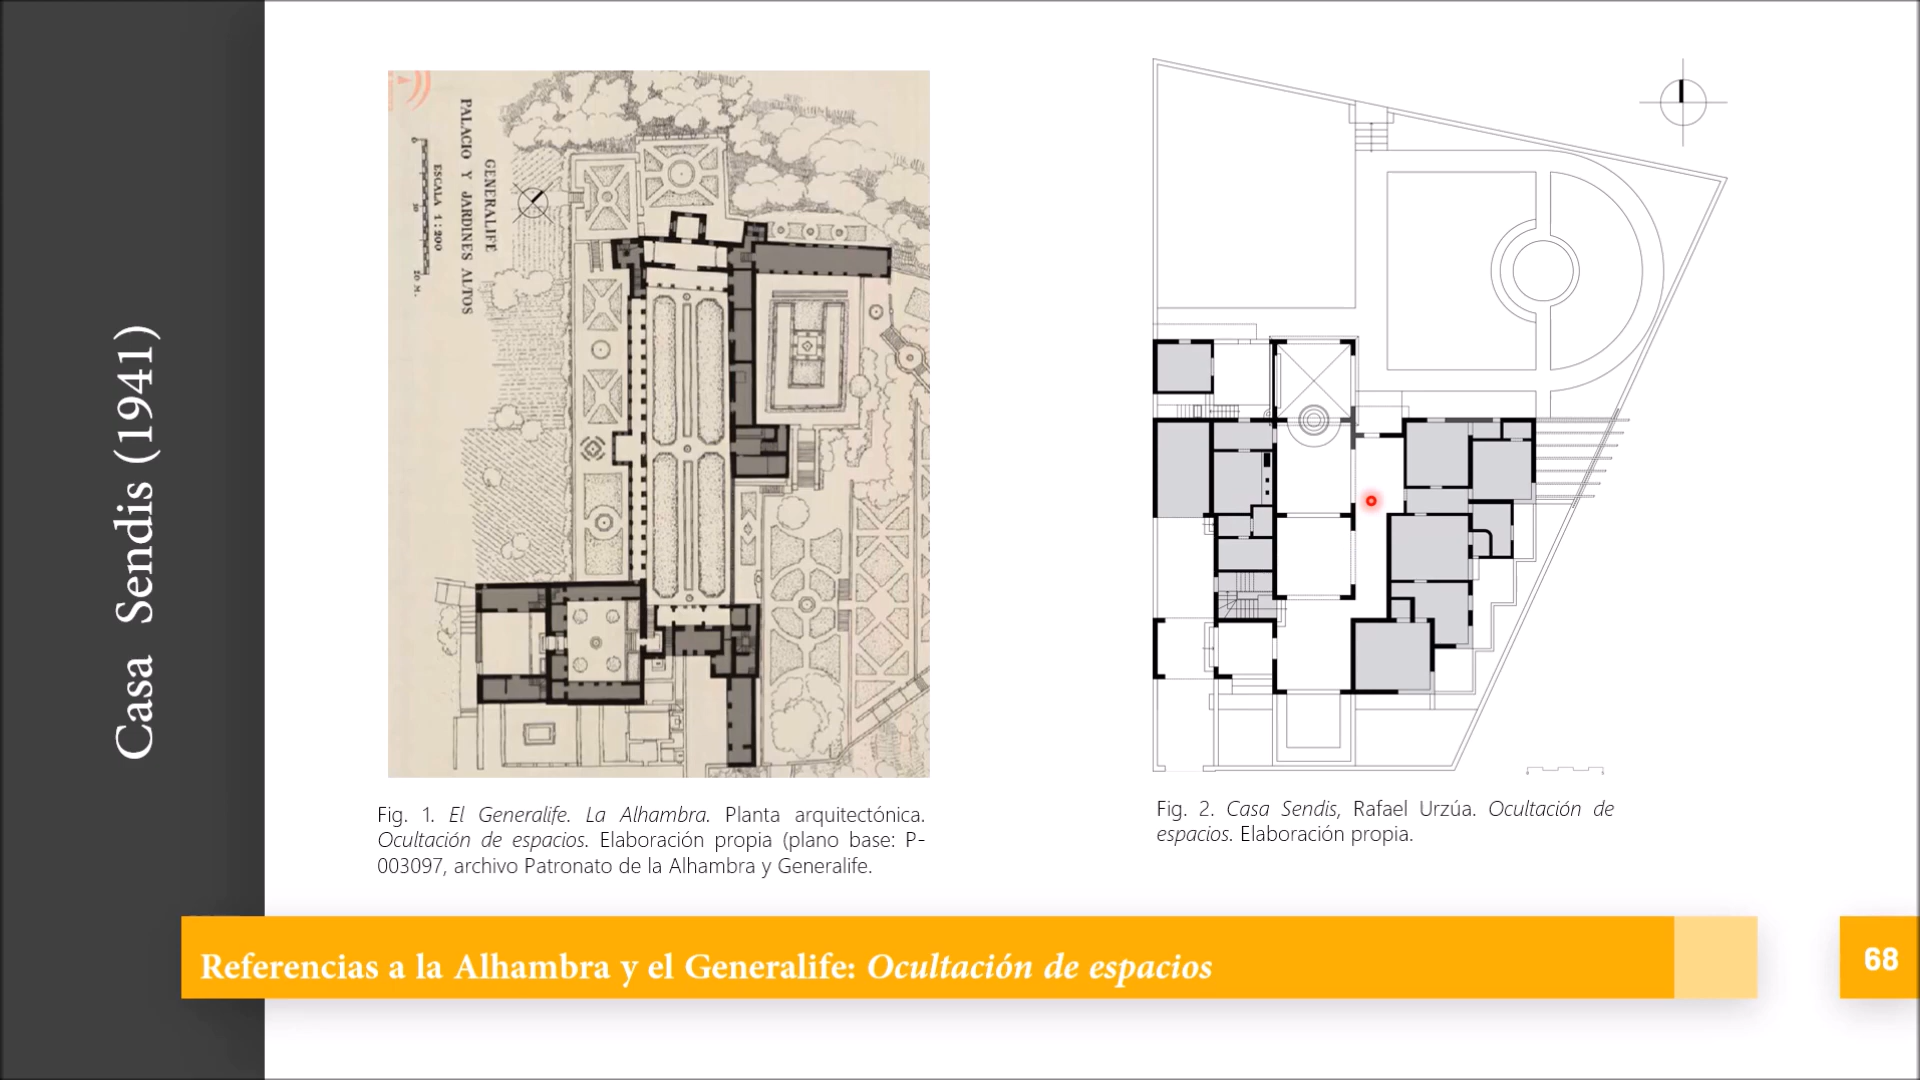 Casa Sendis (1941)
GENERALIFE
PALACIO Y JARDINES ALTOS
ESCALA 1:200
Fig. 1. El Generalife. La Alhambra. Planta arquitectónica.
Ocultación de espacios. Elaboración propia (plano base: P-
003097, archivo Patronato de la Alhambra y Generalife.
Fig. 2. Casa Sendis, Rafael Urzúa. Ocultación de
espacios. Elaboración propia.
Referencias a la Alhambra y el Generalife: Ocultación de espacios
68